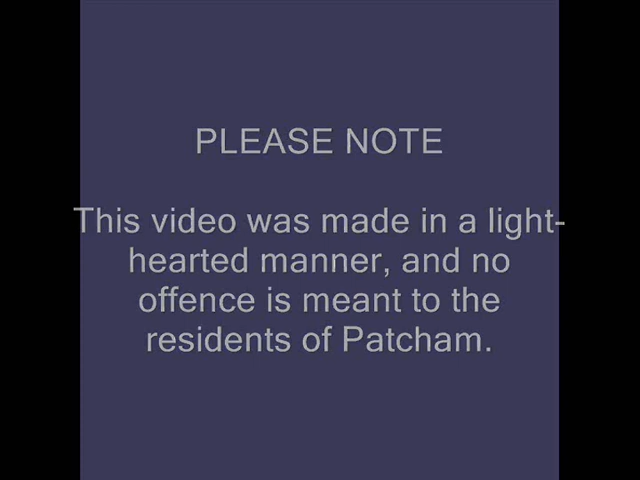 PLEASE NOTE
This video was made in a light-
hearted manner, and no
offence is meant to the
residents of Patcham.